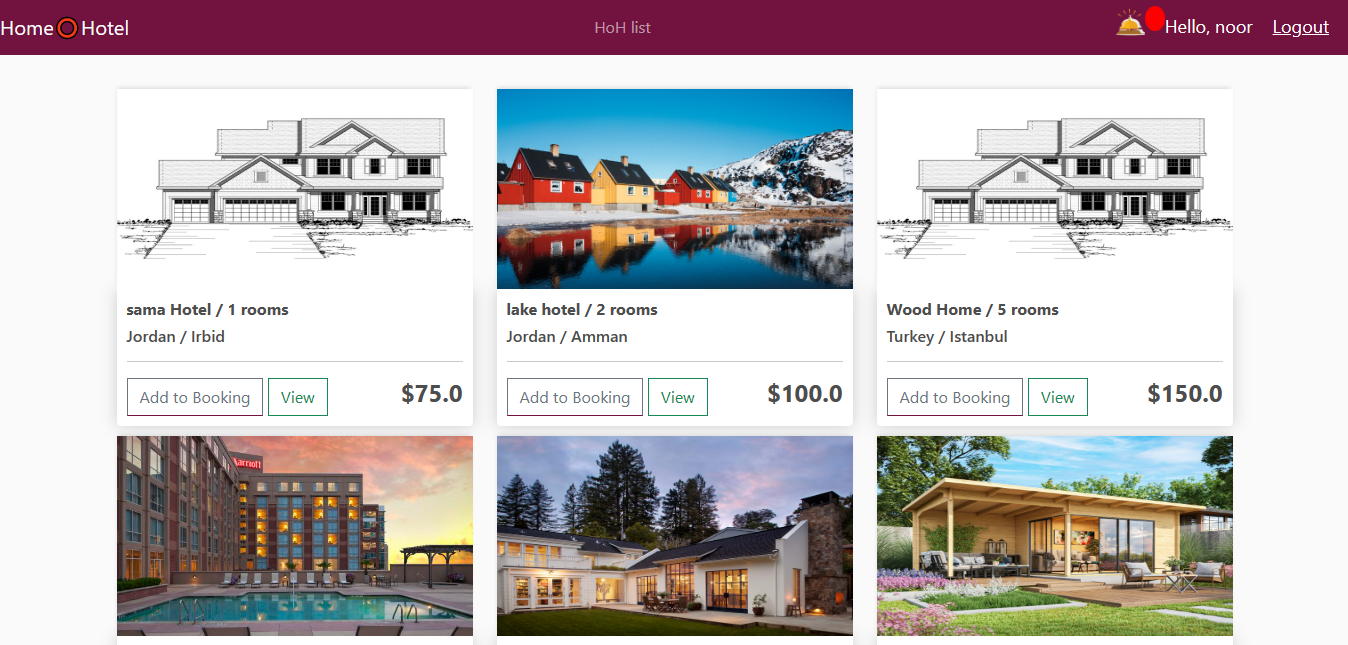 Home Hotel
HoH list
Hello, noor
Logout
sama Hotel / 1 rooms
Jordan / Irbid
Add to Booking
View
$75.0
lake hotel / 2 rooms
Jordan / Amman
Add to Booking
View
$100.0
Wood Home / 5 rooms
Turkey / Istanbul
Add to Booking
View
$150.0
Marriott